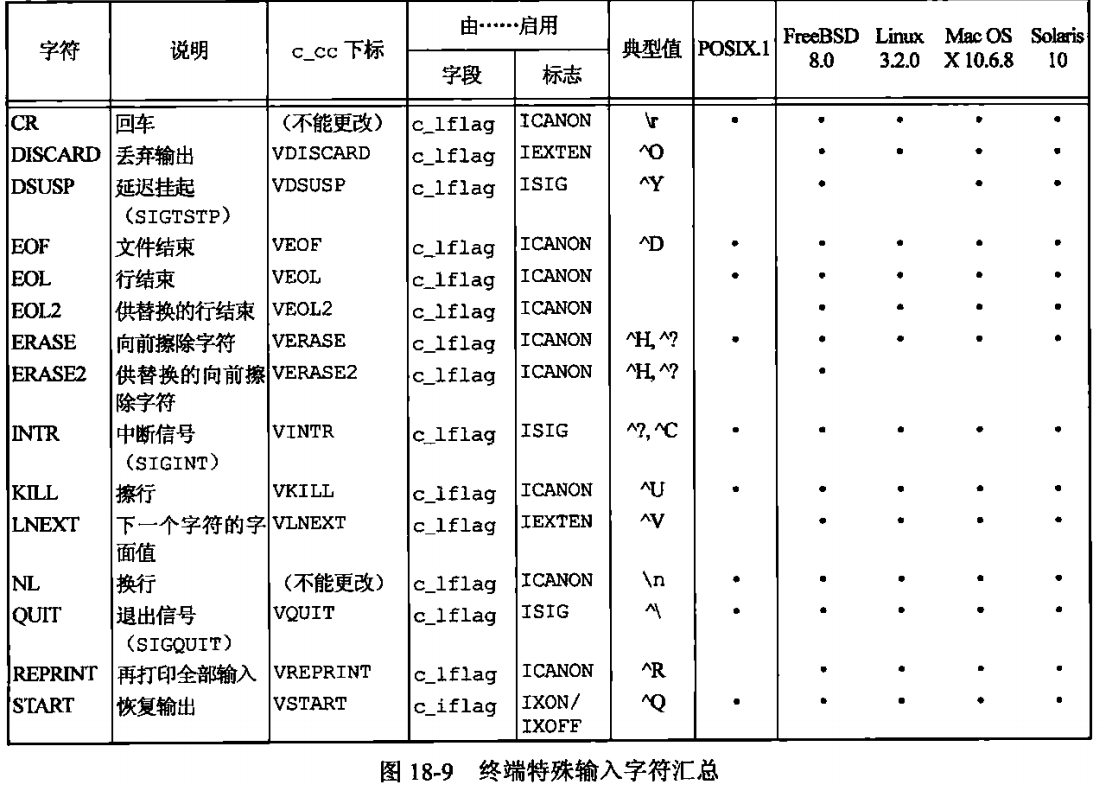 字符 说明 c_cc 下标 由……启用 典型值 POSIX.1 FreeBSD 8.0 Linux 3.2.0 Mac OS X 10.6.8 Solaris 10
字段 标志
CR 回车 （不能更改） c_lflag ICANON \r • • • • •
DISCARD 丢弃输出 VDISCARD c_lflag IEXTEN ^O • • • •
DSUSP 延迟挂起 VDSUSP c_lflag ISIG ^Y • • •
（SIGTSTP）
EOF 文件结束 VEOF c_lflag ICANON ^D • • • • •
EOL 行结束 VEOL c_lflag ICANON • • • • •
EOL2 供替换的行结束 VEOL2 c_lflag ICANON • • • •
ERASE 向前擦除字符 VERASE c_lflag ICANON ^H, ^? • • • • •
ERASE2 供替换的向前擦 VERASE2 c_lflag ICANON ^H, ^? •
除字符
INTR 中断信号 VINTR c_lflag ISIG ^?, ^C • • • • •
（SIGINT）
KILL 擦行 VKILL c_lflag ICANON ^U • • • • •
LNEXT 下一个字符的字 VLNEXT c_lflag IEXTEN ^V • • • •
面值
NL 换行 （不能更改） c_lflag ICANON \n • • • • •
QUIT 退出信号 VQUIT c_lflag ISIG ^\ • • • • •
（SIGQUIT）
REPRINT 再打印全部输入 VREPRINT c_lflag ICANON ^R • • • •
START 恢复输出 VSTART c_iflag IXON/ ^Q • • • • •
IXOFF
图 18-9 终端特殊输入字符汇总